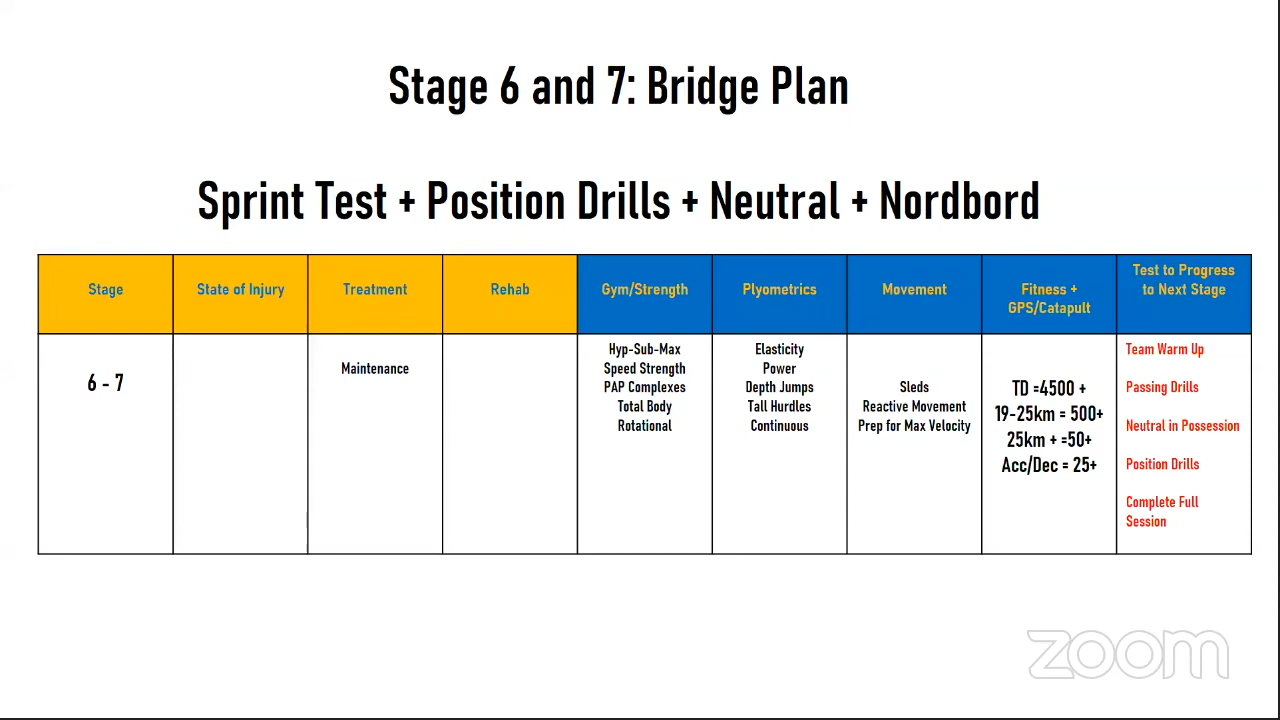 Stage 6 and 7: Bridge Plan
Sprint Test + Position Drills + Neutral + Nordbord
Stage
State of Injury
Treatment
Rehab
Gym/Strength
Plyometrics
Movement
Fitness +
GPS/Catapult
Test to Progress
to Next Stage
6 - 7
Maintenance
Hyp-Sub-Max
Speed Strength
PAP Complexes
Total Body
Rotational
Elasticity
Power
Depth Jumps
Tall Hurdles
Continuous
Sleds
Reactive Movement
Prep for Max Velocity
TD =4500 +
19-25km = 500+
25km + =50+
Acc/Dec = 25+
Team Warm Up
Passing Drills
Neutral in Possession
Position Drills
Complete Full
Session
zoom